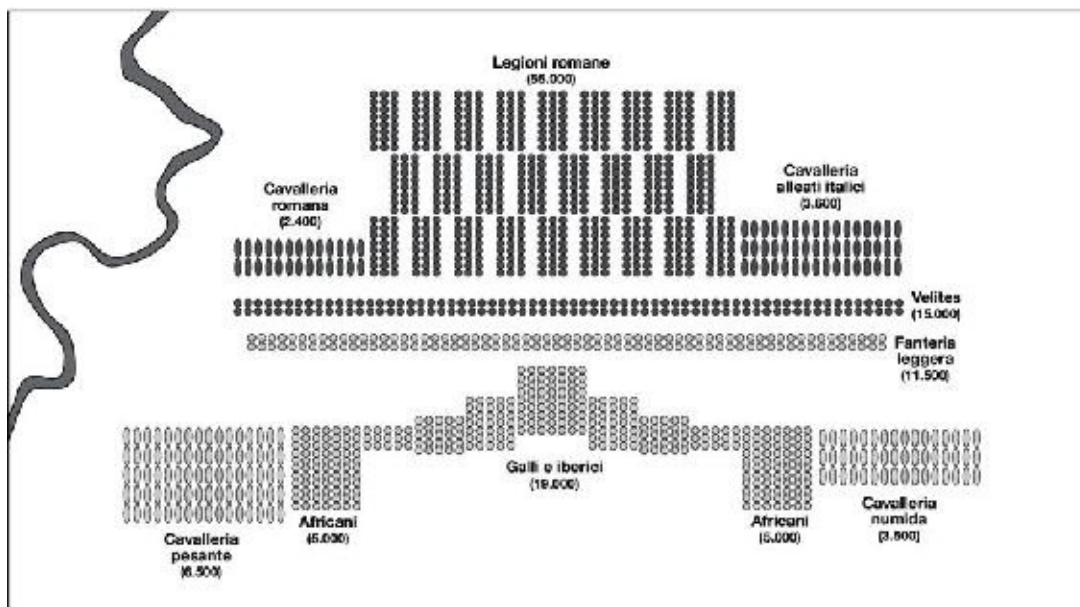 Legioni romane
(55.000)
Cavalleria
romana
(2.400)
Cavalleria
alleati italici
(3.600)
Velites
(15.000)
Fanteria
leggera
(11.500)
Galli e iberici
(19.000)
Cavalleria
pesante
(6.500)
Africani
(5.000)
Africani
(5.000)
Cavalleria
numida
(3.500)